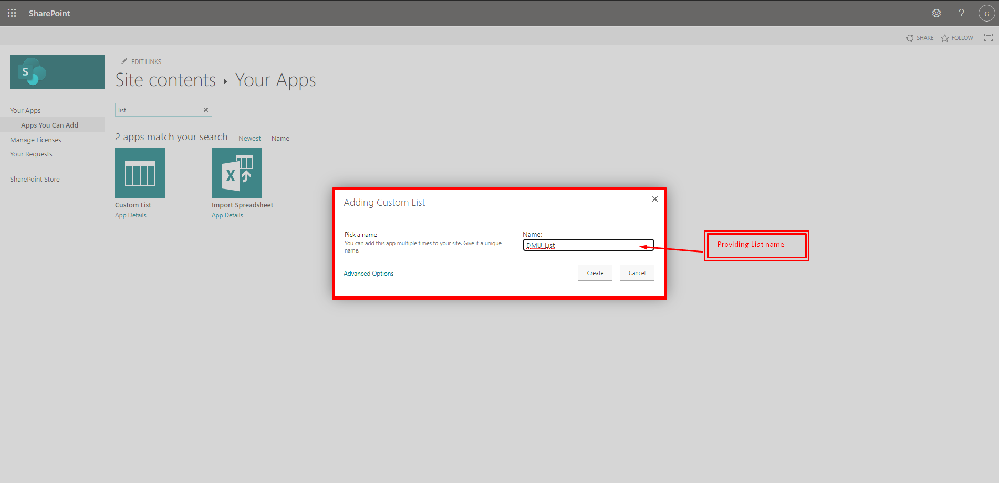 SharePoint
?
G
SHARE
FOLLOW
S
EDIT LINKS
Site contents ▸ Your Apps
list
Your Apps
Apps You Can Add
Manage Licenses
Your Requests
SharePoint Store
2 apps match your search
Newest
Name
X
Custom List
App Details
Import Spreadsheet
App Details
Adding Custom List
Pick a name
You can add this app multiple times to your site. Give it a unique
name.
Name:
DMU_List
Advanced Options
Create
Cancel
Providing List name